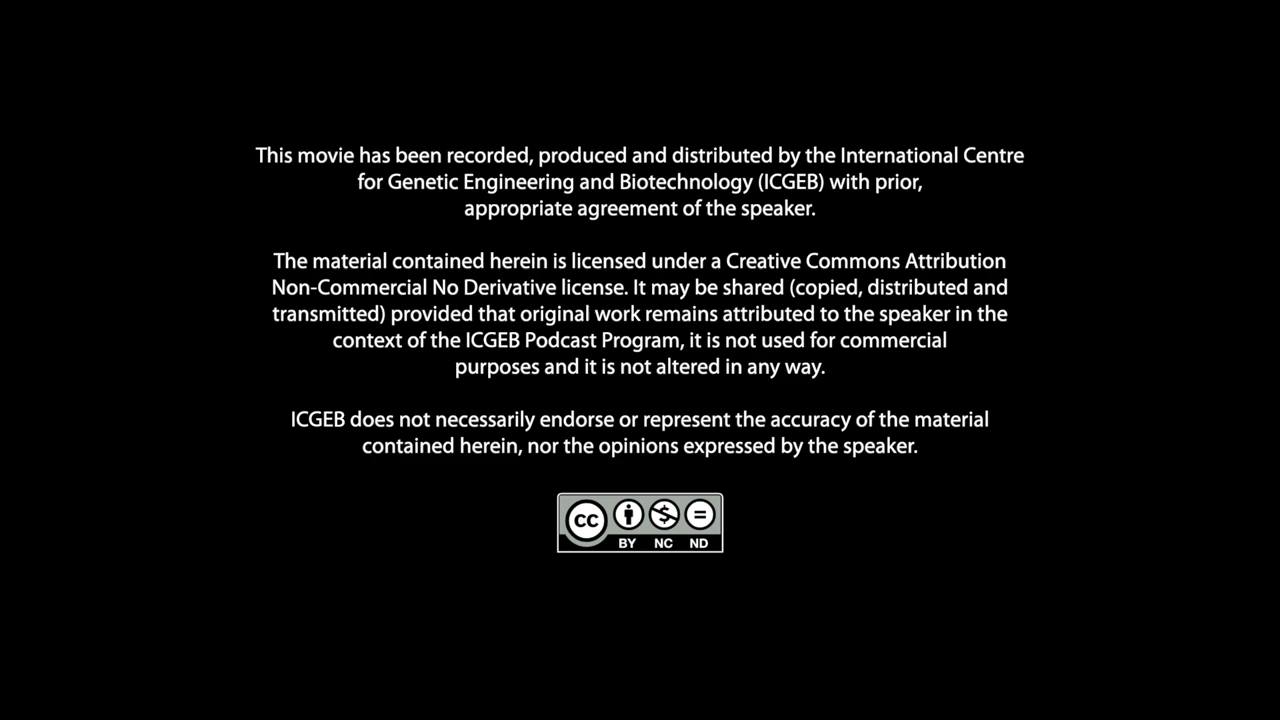 This movie has been recorded, produced and distributed by the International Centre
for Genetic Engineering and Biotechnology (ICGEB) with prior,
appropriate agreement of the speaker.
The material contained herein is licensed under a Creative Commons Attribution
Non-Commercial No Derivative license. It may be shared (copied, distributed and
transmitted) provided that original work remains attributed to the speaker in the
context of the ICGEB Podcast Program, it is not used for commercial
purposes and it is not altered in any way.
ICGEB does not necessarily endorse or represent the accuracy of the material
contained herein, nor the opinions expressed by the speaker.
CC
BY NC ND